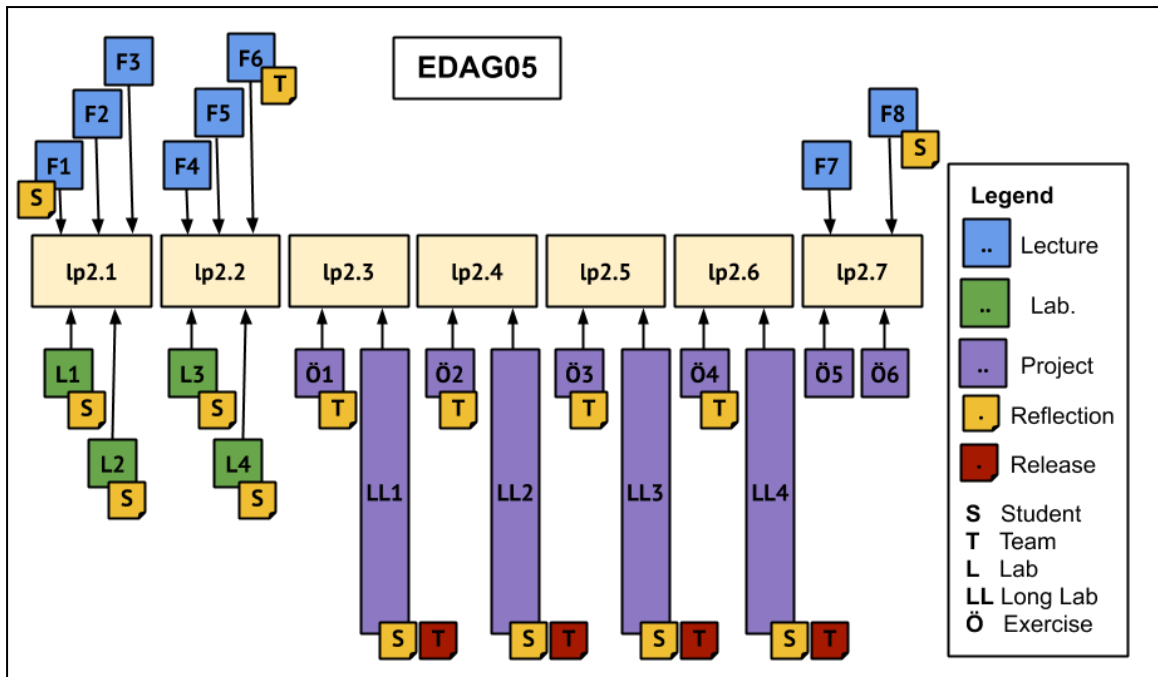 EDAG05
F3
F6
T
F2
F5
F8
S
F1
S
F4
F7
lp2.1
lp2.2
lp2.3
lp2.4
lp2.5
lp2.6
lp2.7
L1
S
L3
S
Ö1
T
Ö2
T
Ö3
T
Ö4
T
Ö5
Ö6
L2
S
L4
S
LL1
LL2
LL3
LL4
S
T
S
T
S
T
S
T
Legend
.. Lecture
.. Lab.
.. Project
. Reflection
. Release
S Student
T Team
L Lab
LL Long Lab
Ö Exercise